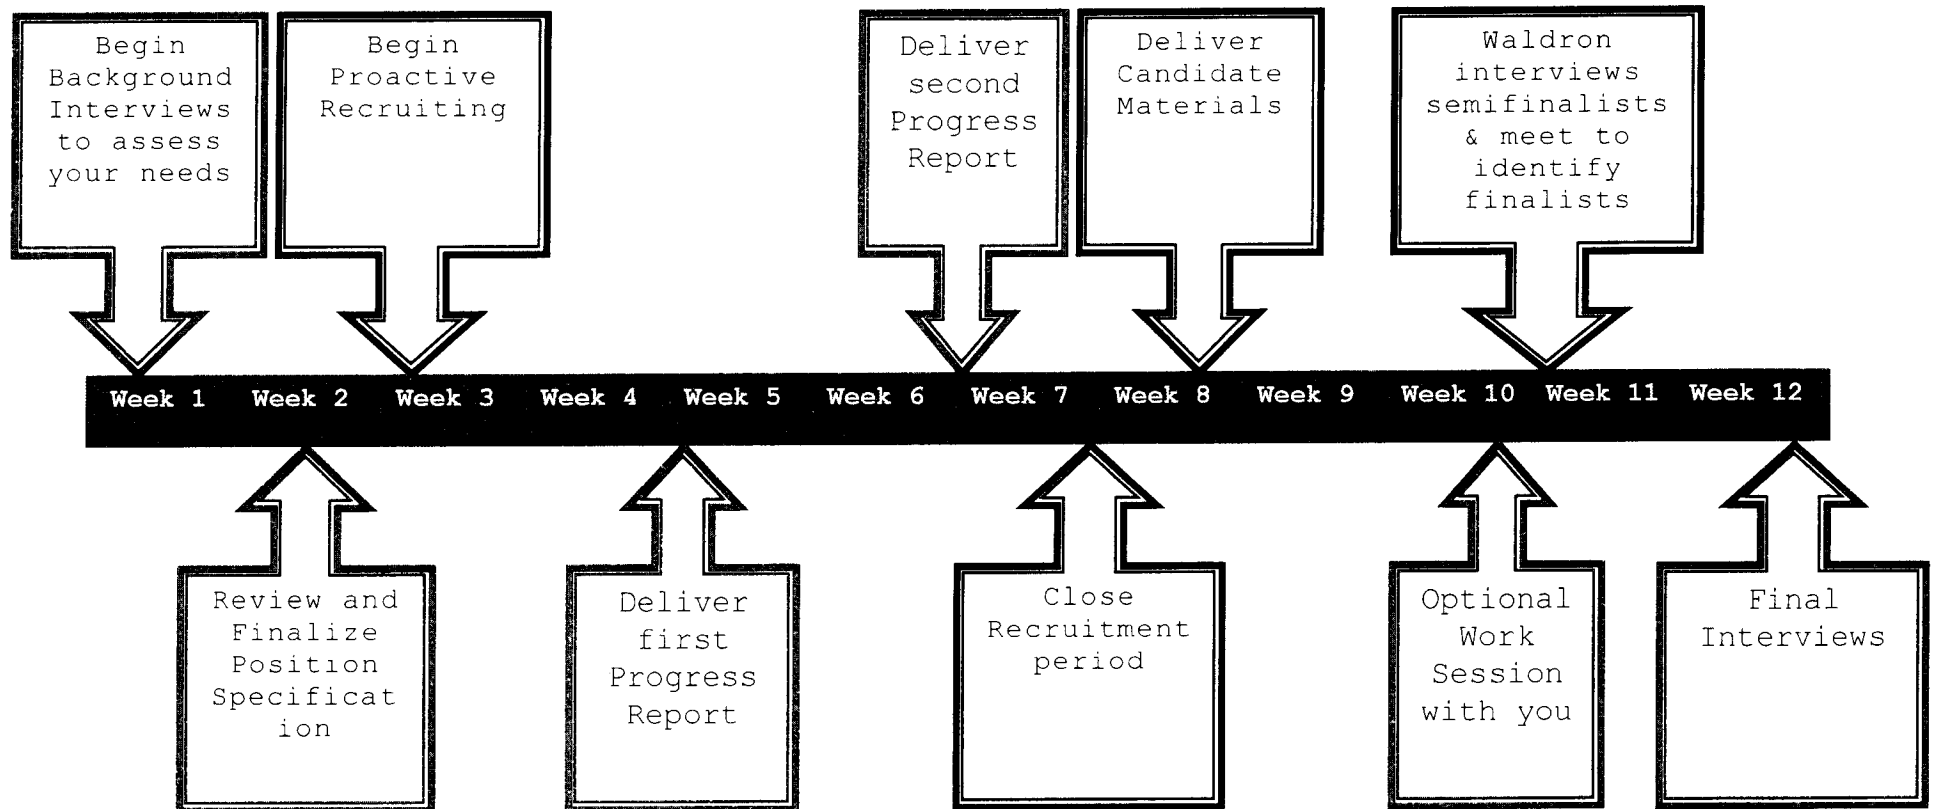 Begin
Background
Interviews
to assess
your needs
Begin
Proactive
Recruiting
Deliver
second
Progress
Report
Deliver
Candidate
Materials
Waldron
interviews
semifinalists
& meet to
identify
finalists
Week 1 Week 2 Week 3 Week 4 Week 5 Week 6 Week 7 Week 8 Week 9 Week 10 Week 11 Week 12
Review and
Finalize
Position
Specificat
ion
Deliver
first
Progress
Report
Close
Recruitment
period
Optional
Work
Session
with you
Final
Interviews